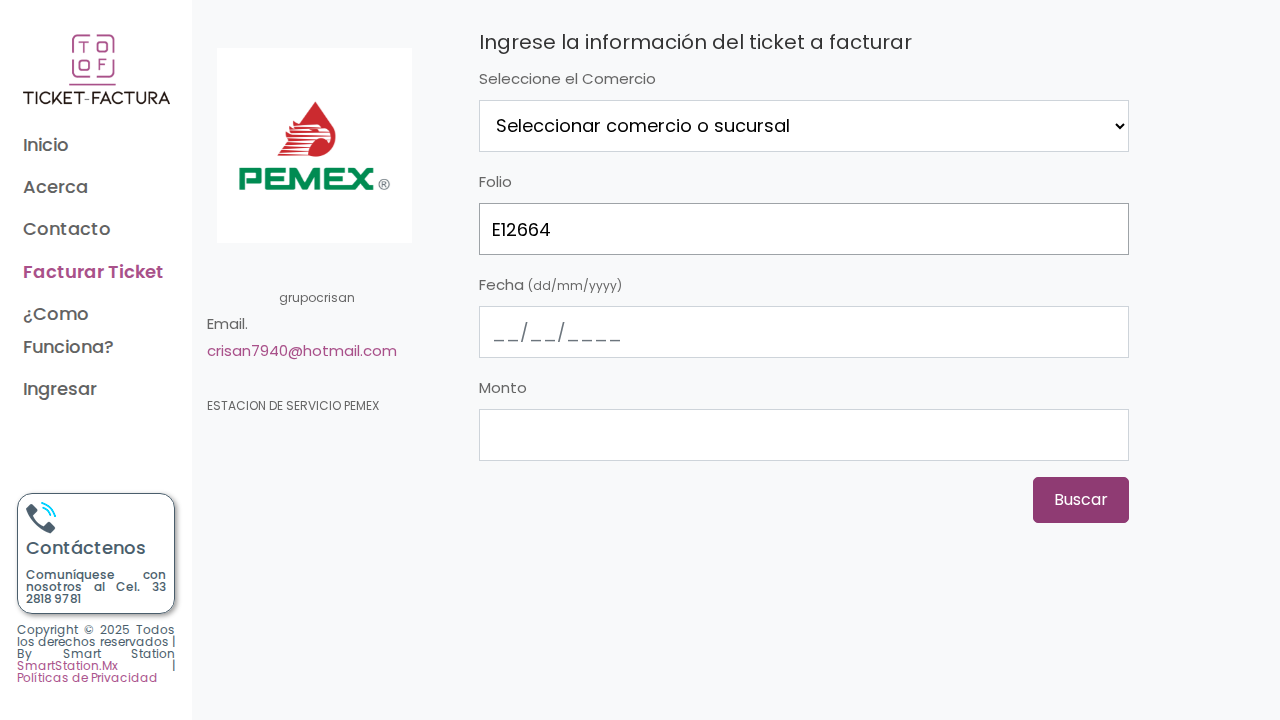 TO
OF
TICKET-FACTURA
Inicio
Acerca
Contacto
Facturar Ticket
¿Como
Funciona?
Ingresar
Contáctenos
Comuníquese con
nosotros al Cel. 33
2818 9781
Copyright © 2025 Todos
los derechos reservados |
By Smart Station
SmartStation.Mx |
Políticas de Privacidad
PEMEX®
grupocrisan
Email.
crisan7940@hotmail.com
ESTACION DE SERVICIO PEMEX
Ingrese la información del ticket a facturar
Seleccione el Comercio
Seleccionar comercio o sucursal
Folio
E12664
Fecha (dd/mm/yyyy)
__/__/____
Monto
Buscar